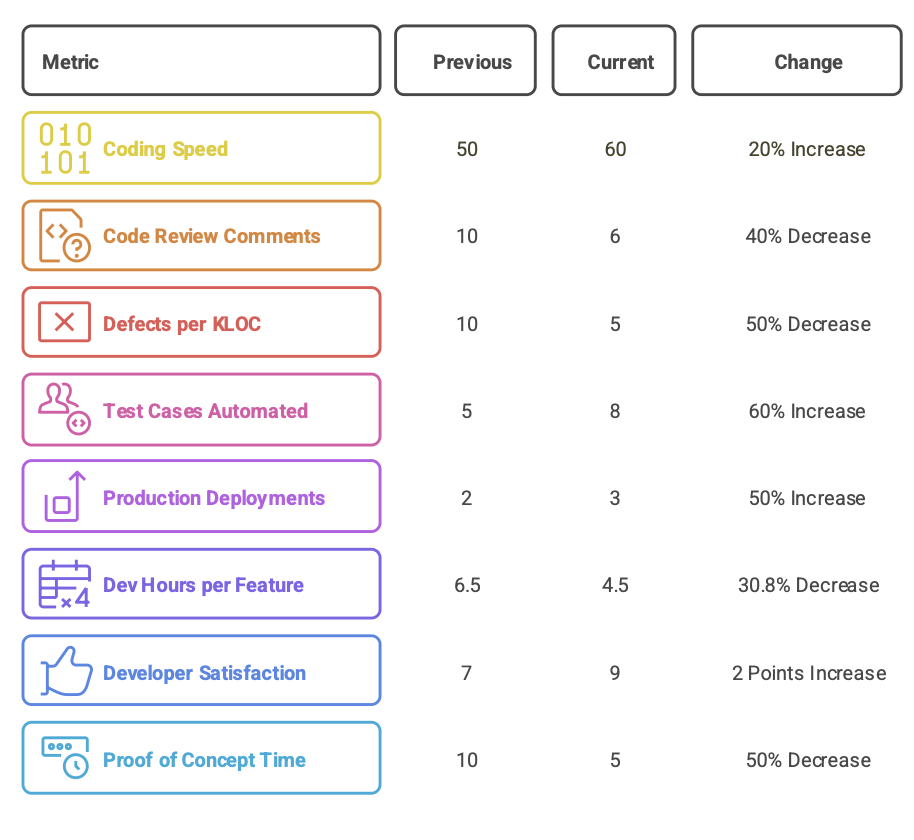 Metric Previous Current Change
010
101
Coding Speed 50 60 20% Increase
Code Review Comments 10 6 40% Decrease
Defects per KLOC 10 5 50% Decrease
Test Cases Automated 5 8 60% Increase
Production Deployments 2 3 50% Increase
x4
Dev Hours per Feature 6.5 4.5 30.8% Decrease
Developer Satisfaction 7 9 2 Points Increase
Proof of Concept Time 10 5 50% Decrease